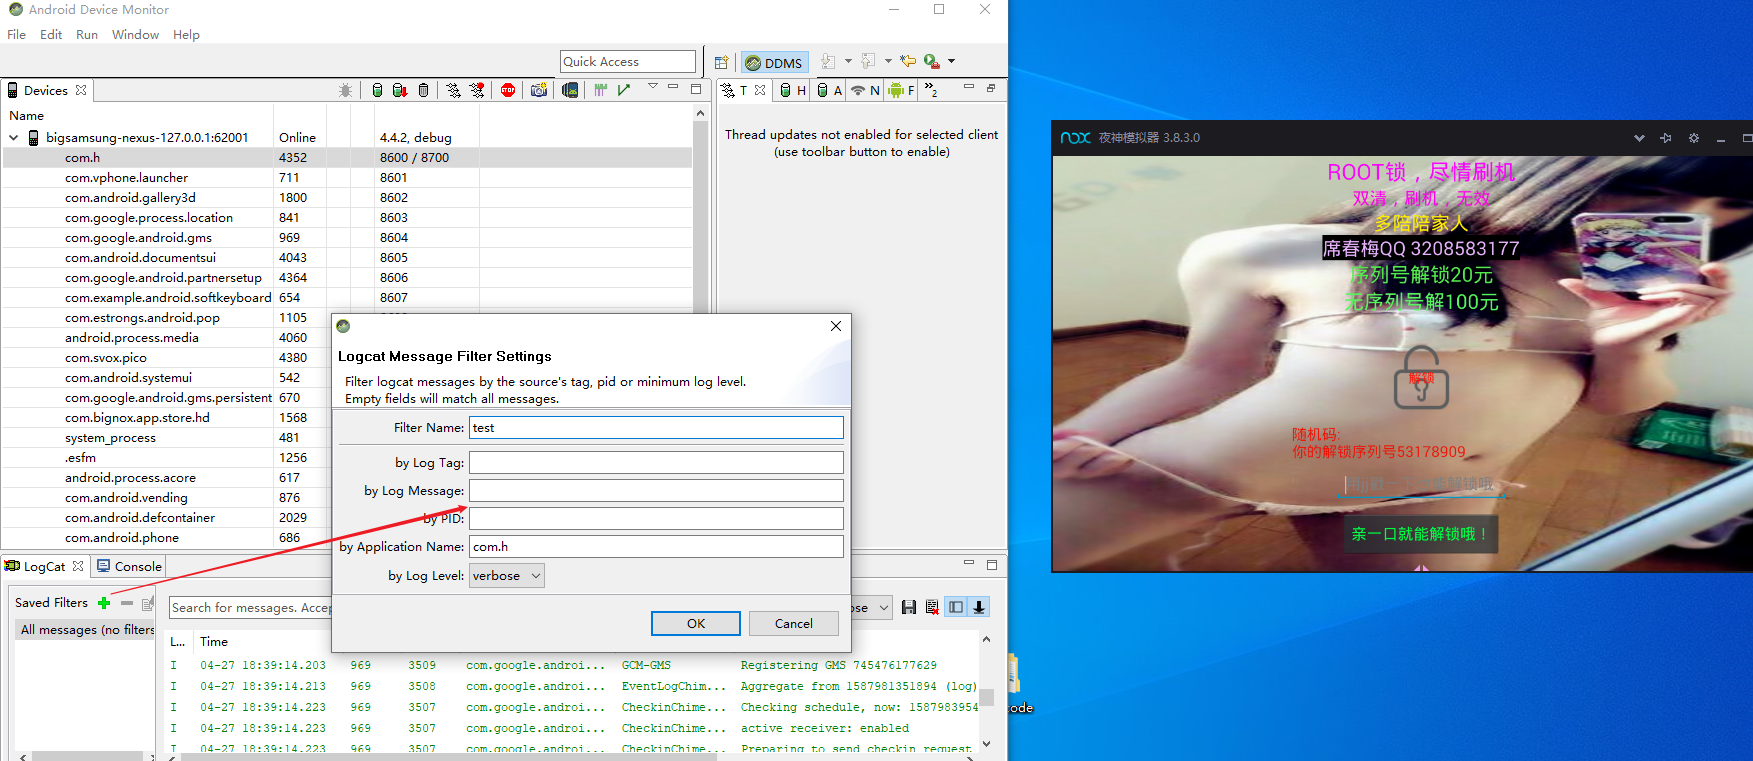 Android Device Monitor
File Edit Run Window Help
Quick Access
DDMS
Devices
Name
bigsamsung-nexus-127.0.0.1:62001 Online 4.4.2, debug
com.h 4352 8600 / 8700
com.vphone.launcher 711 8601
com.android.gallery3d 1800 8602
com.google.process.location 841 8603
com.google.android.gms 969 8604
com.android.documentsui 4043 8605
com.google.android.partnersetup 4364 8606
com.example.android.softkeyboard 654 8607
com.estrongs.android.pop 1105
android.process.media 4060
com.svox.pico 4380
com.android.systemui 542
com.google.android.gms.persistent 670
com.bignox.app.store.hd 1568
system_process 481
.esfm 1256
android.process.acore 617
com.android.vending 876
com.android.defcontainer 2029
com.android.phone 686
T H A N F »2
Thread updates not enabled for selected client
(use toolbar button to enable)
Logcat Message Filter Settings
Filter logcat messages by the source's tag, pid or minimum log level.
Empty fields will match all messages.
Filter Name: test
by Log Tag:
by Log Message:
by PID:
by Application Name: com.h
by Log Level: verbose
OK Cancel
LogCat Console
Saved Filters
All messages (no filters
Search for messages. Accep
ose
L... Time
I 04-27 18:39:14.203 969 3509 com.google.androi... GCM-GMS Registering GMS 745476177629
I 04-27 18:39:14.213 969 3508 com.google.androi... EventLogChim... Aggregate from 1587981351894 (log)
I 04-27 18:39:14.223 969 3507 com.google.androi... CheckinChime... Checking schedule, now: 1587983954
I 04-27 18:39:14.223 969 3507 com.google.androi... CheckinChime... active receiver: enabled
I 04-27 18:39:14.223 969 3507 com.google.androi... CheckinChime... Preparing to send checkin request
code
nox 夜神模拟器 3.8.3.0
ROOT锁，尽情刷机
双清，刷机，无效
多陪陪家人
席春梅QQ 3208583177
序列号解锁20元
无序列号解100元
解锁
随机码:
你的解锁序列号53178909
解锁哦
亲一口就能解锁哦！